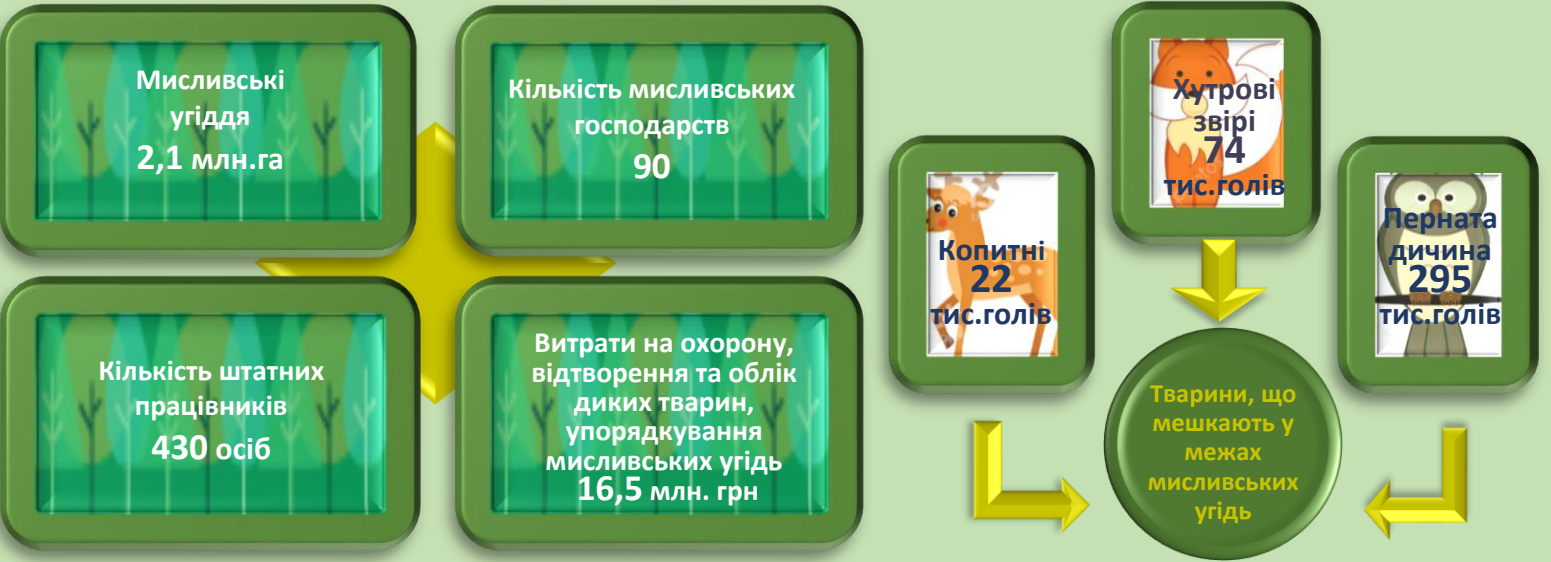 Мисливські
угіддя
2,1 млн.га
Кількість мисливських
господарств
90
Кількість штатних
працівників
430 осіб
Витрати на охорону,
відтворення та облік
диких тварин,
упорядкування
мисливських угідь
16,5 млн. грн
Копитні
22
тис.голів
Хутрові
звірі
74
тис.голів
Перната
дичина
295
тис.голів
Тварини, що
мешкають у
межах
мисливських
угідь